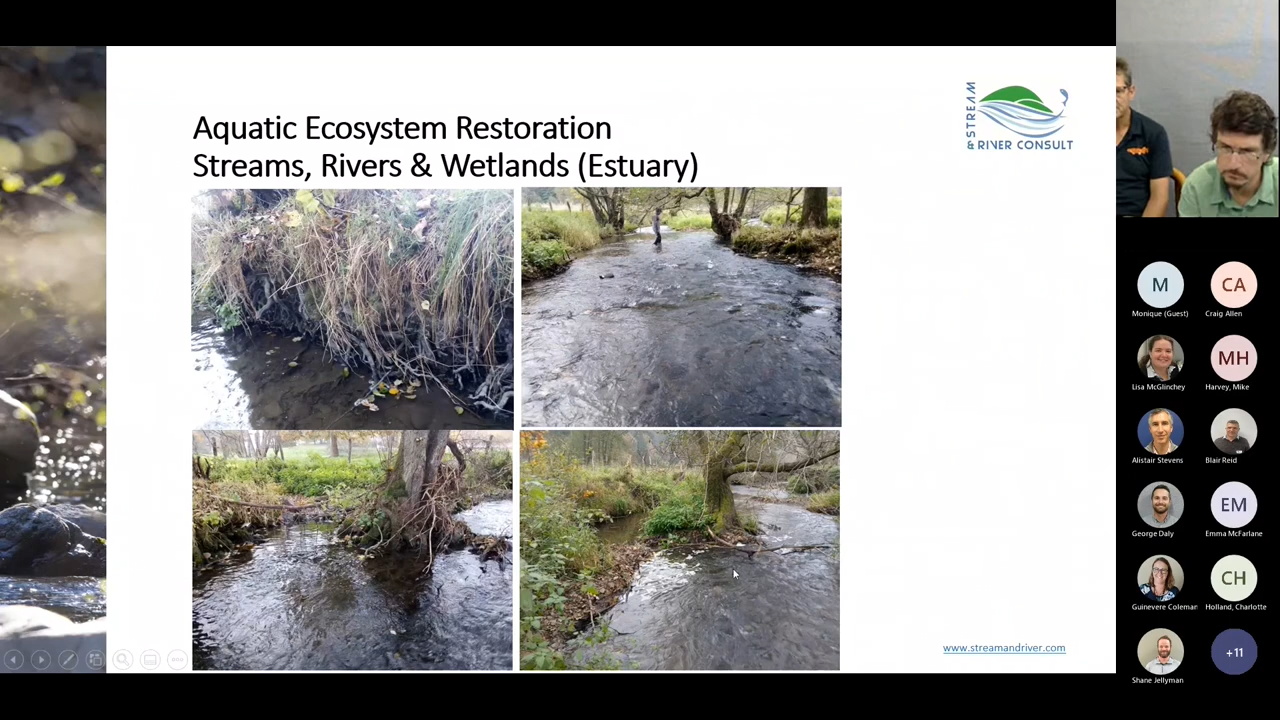 Aquatic Ecosystem Restoration
Streams, Rivers & Wetlands (Estuary)
& STREAM
RIVER CONSULT
www.streamandriver.com
M
Monique (Guest)
CA
Craig Allen
Lisa McGlinchey
MH
Harvey, Mike
Alistair Stevens
Blair Reid
George Daly
EM
Emma McFarlane
Guinevere Coleman
CH
Holland, Charlotte
Shane Jellyman
+11